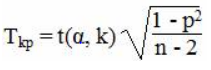 T_kp = t(α, k) √((1 - p²)/(n - 2))